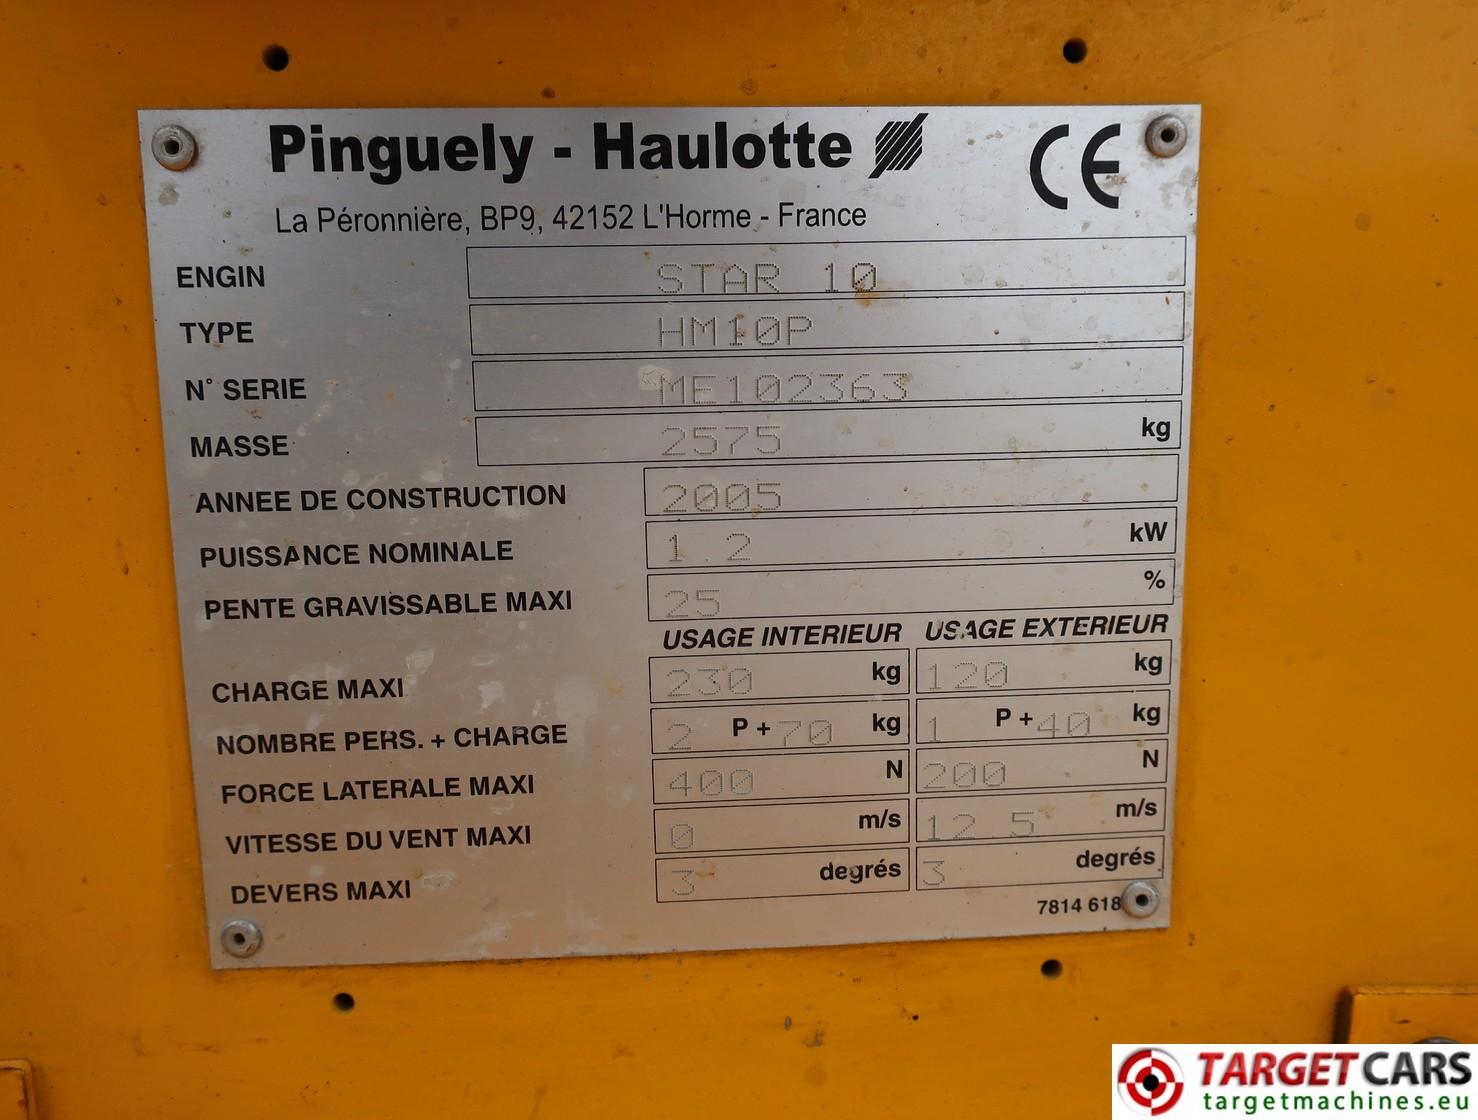 Pinguely - Haulotte
CE
La Péronnière, BP9, 42152 L'Horme - France
ENGIN STAR 10
TYPE HM10P
N° SERIE ME102363
MASSE 2575 kg
ANNEE DE CONSTRUCTION 2005
PUISSANCE NOMINALE 1.2 kW
PENTE GRAVISSABLE MAXI 25 %
USAGE INTERIEUR USAGE EXTERIEUR
CHARGE MAXI 230 kg 120 kg
NOMBRE PERS. + CHARGE 2 P + 70 kg 1 P + 40 kg
FORCE LATERALE MAXI 400 N 200 N
VITESSE DU VENT MAXI 0 m/s 12.5 m/s
DEVERS MAXI 3 degrés 3 degrés
7814 618
TARGET CARS
targetmachines.eu